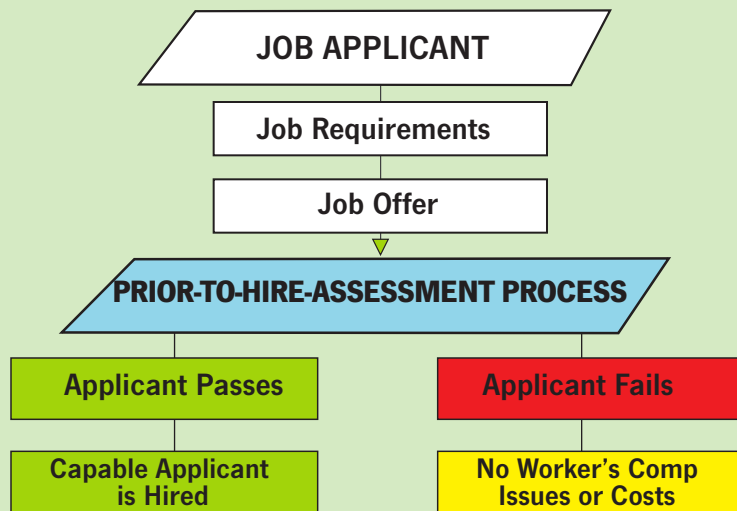 JOB APPLICANT
Job Requirements
Job Offer
PRIOR-TO-HIRE-ASSESSMENT PROCESS
Applicant Passes
Applicant Fails
Capable Applicant
is Hired
No Worker's Comp
Issues or Costs